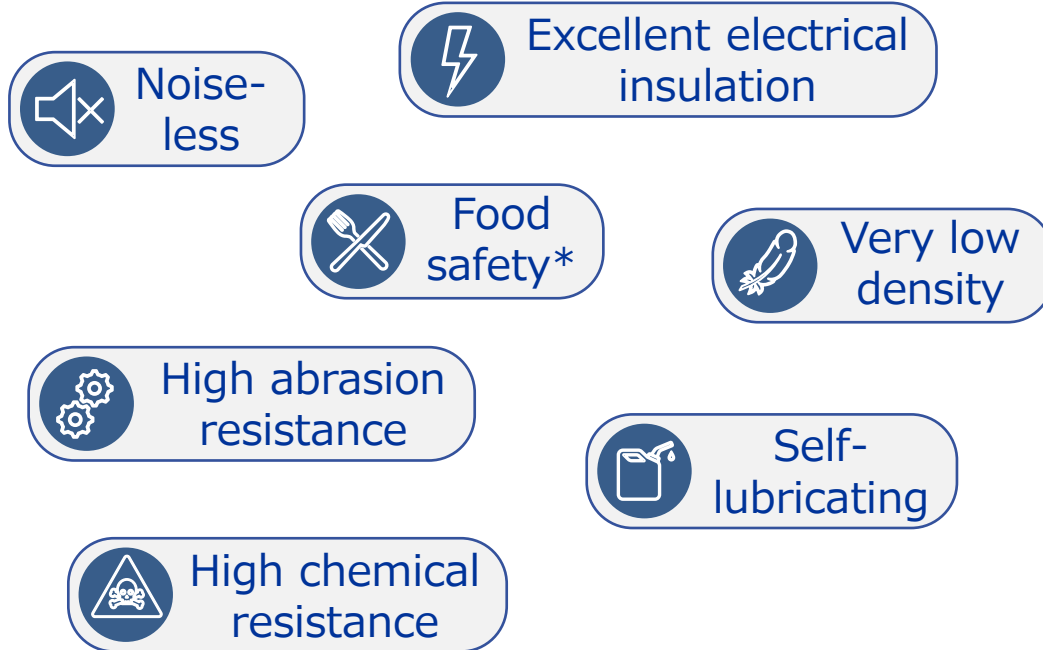 Excellent electrical
insulation
Noise-
less
Food
safety*
Very low
density
High abrasion
resistance
Self-
lubricating
High chemical
resistance